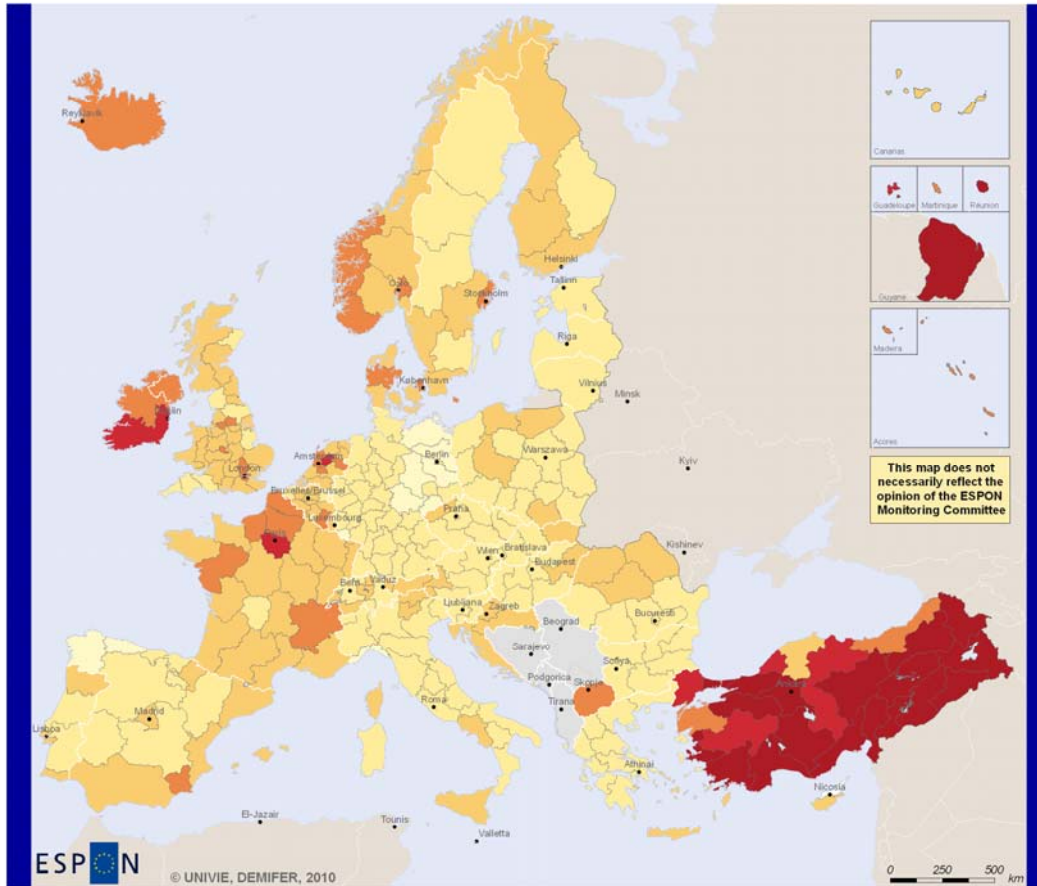 Reykjavik
Canarias
Guadeloupe
Martinique
Réunion
Guyane
Madeira
Acores
This map does not
necessarily reflect the
opinion of the ESPON
Monitoring Committee
Helsinki
Tallinn
Oslo
Stockholm
Riga
Vilnius
Minsk
København
Dublin
London
Amsterdam
Berlin
Warszawa
Kyiv
Bruxelles/Brussel
Luxembourg
Praha
Paris
Kishinev
Wien
Bratislava
Budapest
Bern
Vaduz
Ljubljana
Zagreb
Bucuresti
Beograd
Sarajevo
Sofiya
Podgorica
Skopje
Tirana
Ankara
Roma
Madrid
Lisboa
Athinai
Nicosia
El-Jazair
Tounis
Valletta
ESPON
© UNIVIE, DEMIFER, 2010
0 250 500
km